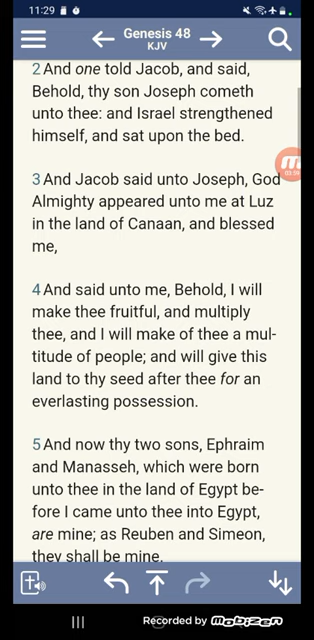 11:29
Genesis 48
KJV
2 And one told Jacob, and said,
Behold, thy son Joseph cometh
unto thee: and Israel strengthened
himself, and sat upon the bed.
3 And Jacob said unto Joseph, God
Almighty appeared unto me at Luz
in the land of Canaan, and blessed
me,
4 And said unto me, Behold, I will
make thee fruitful, and multiply
thee, and I will make of thee a mul-
titude of people; and will give this
land to thy seed after thee for an
everlasting possession.
5 And now thy two sons, Ephraim
and Manasseh, which were born
unto thee in the land of Egypt be-
fore I came unto thee into Egypt,
are mine; as Reuben and Simeon,
they shall be mine.
Recorded by Mobizen